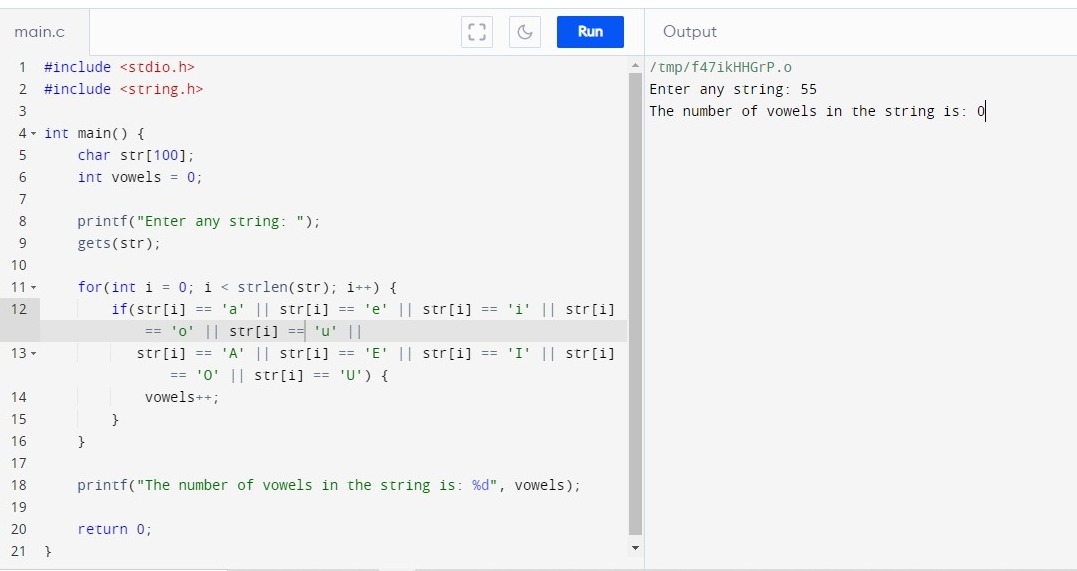 main.c
Run
Output
1 #include <stdio.h>
2 #include <string.h>
3
4 int main() {
5 char str[100];
6 int vowels = 0;
7
8 printf("Enter any string: ");
9 gets(str);
10
11 for(int i = 0; i < strlen(str); i++) {
12 if(str[i] == 'a' || str[i] == 'e' || str[i] == 'i' || str[i]
== 'o' || str[i] == 'u' ||
13 str[i] == 'A' || str[i] == 'E' || str[i] == 'I' || str[i]
== 'O' || str[i] == 'U') {
14 vowels++;
15 }
16 }
17
18 printf("The number of vowels in the string is: %d", vowels);
19
20 return 0;
21 }
/tmp/f47ikHHGrP.o
Enter any string: 55
The number of vowels in the string is: 0